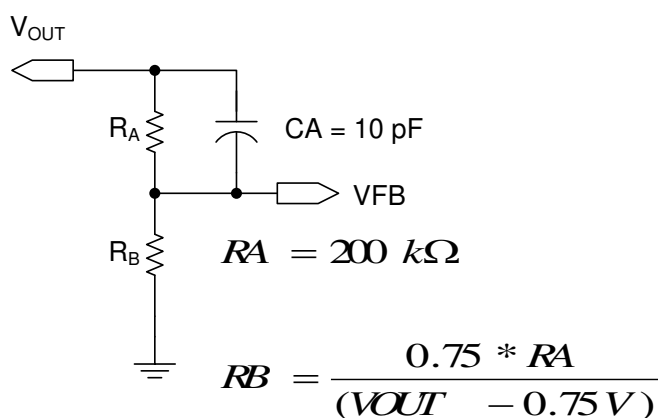 VOUT
RA
CA = 10 pF
VFB
RB
RA = 200 kΩ
RB = 0.75 * RA / (VOUT - 0.75 V)